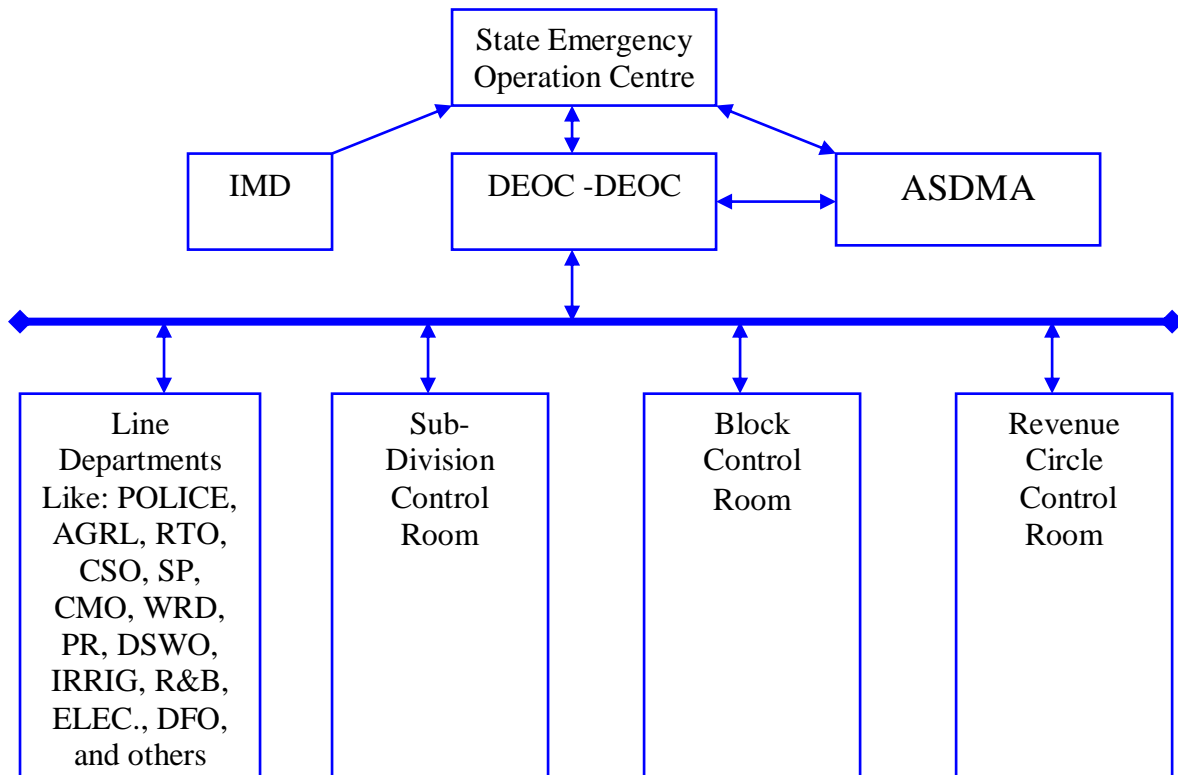 State Emergency
Operation Centre
IMD
DEOC -DEOC
ASDMA
Line
Departments
Like: POLICE,
AGRL, RTO,
CSO, SP,
CMO, WRD,
PR, DSWO,
IRRIG, R&B,
ELEC., DFO,
and others
Sub-
Division
Control
Room
Block
Control
Room
Revenue
Circle
Control
Room